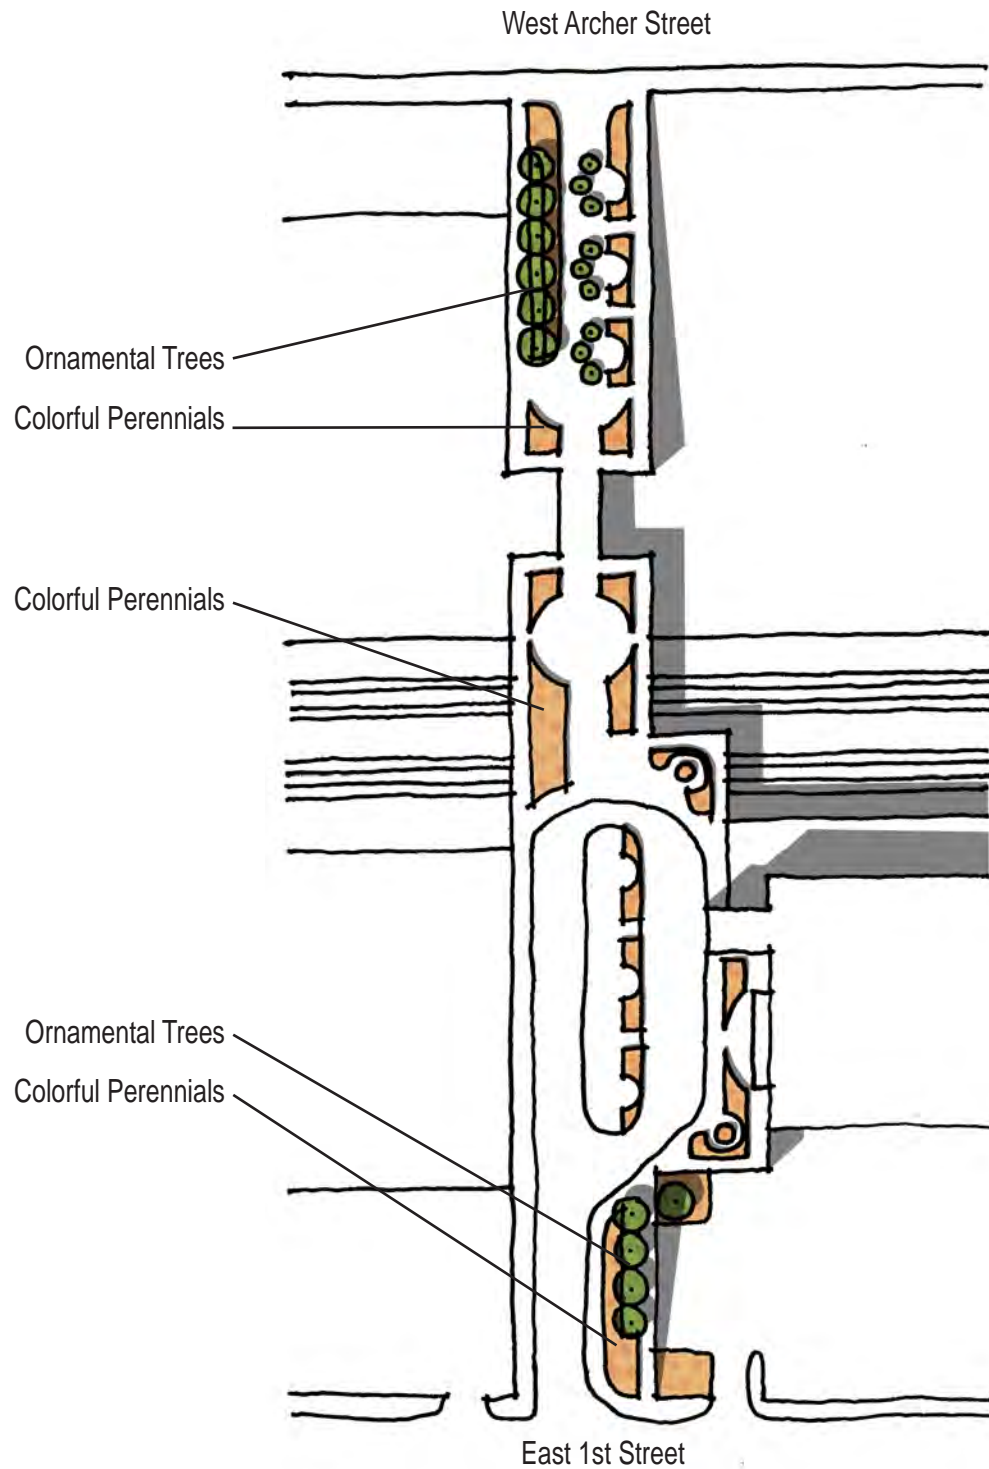 West Archer Street
Ornamental Trees
Colorful Perennials
Colorful Perennials
Ornamental Trees
Colorful Perennials
East 1st Street